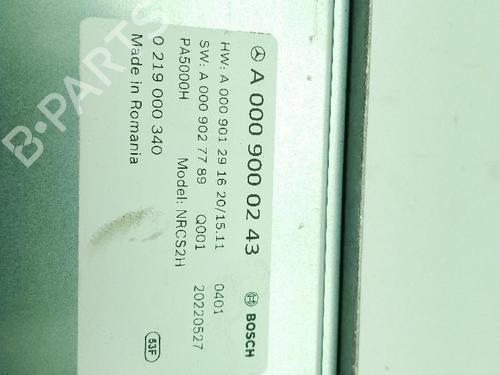 A 000 900 02 43
HW: A 000 901 29 16 20/15.11 0401
SW: A 000 902 77 89 Q001 20220527
PA5000H Model: NRCS2H
0 219 000 340
Made in Romania
BOSCH
53F
B-PARTS